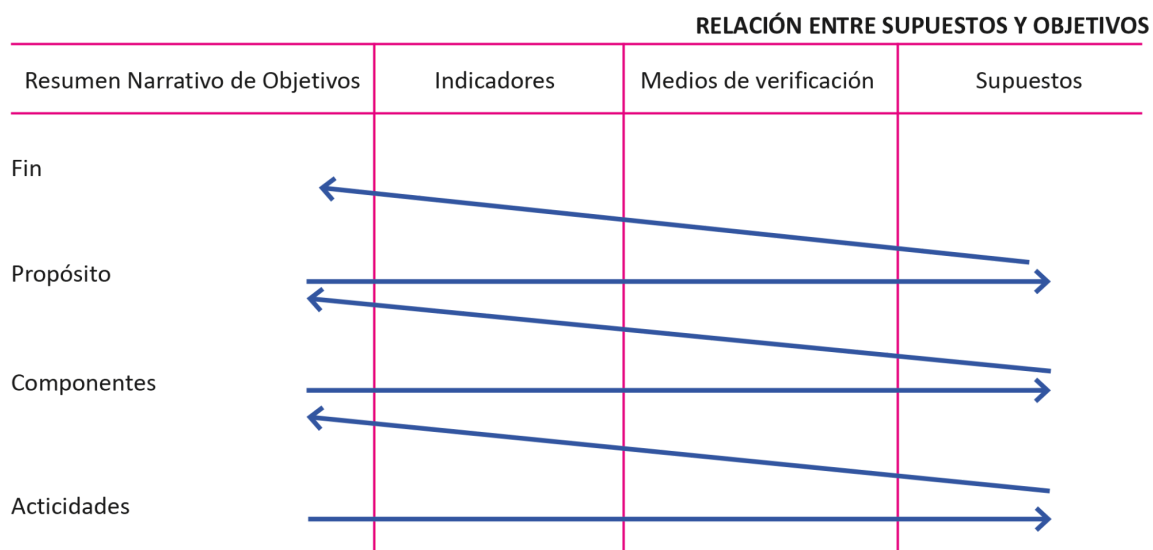 RELACIÓN ENTRE SUPUESTOS Y OBJETIVOS
Resumen Narrativo de Objetivos Indicadores Medios de verificación Supuestos
Fin
Propósito
Componentes
Acticidades